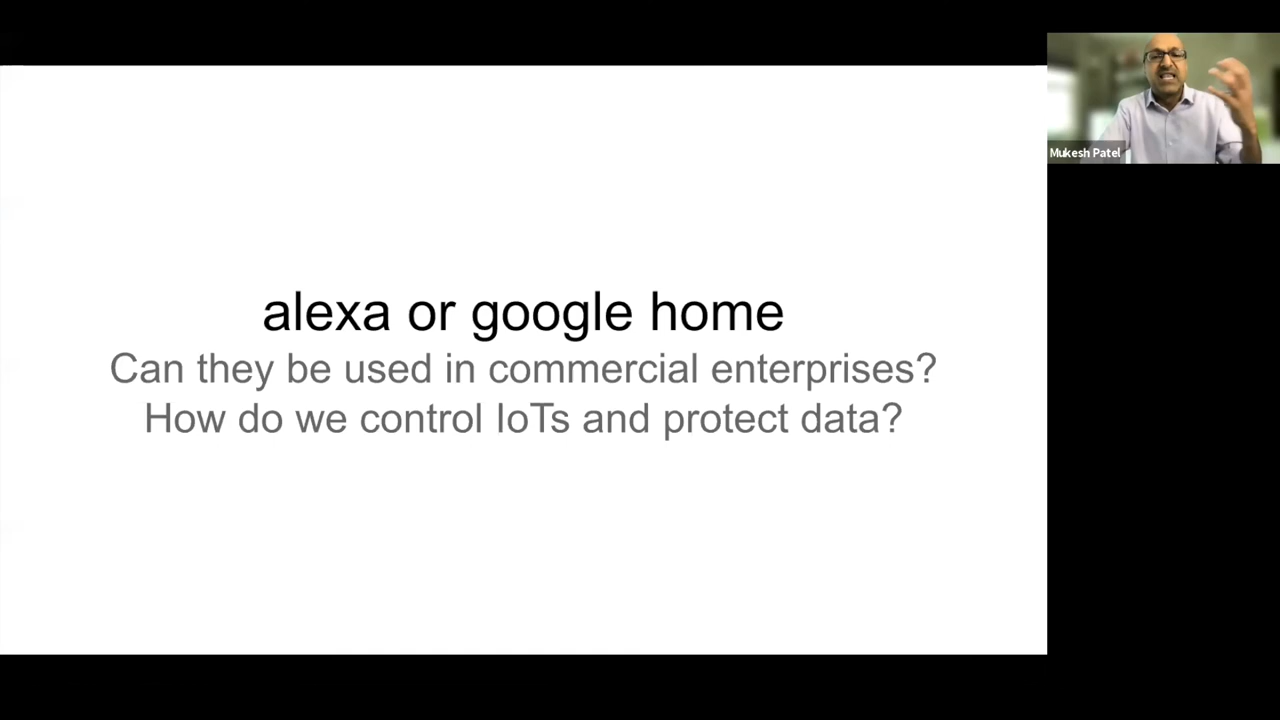 alexa or google home
Can they be used in commercial enterprises?
How do we control IoTs and protect data?
Mukesh Patel